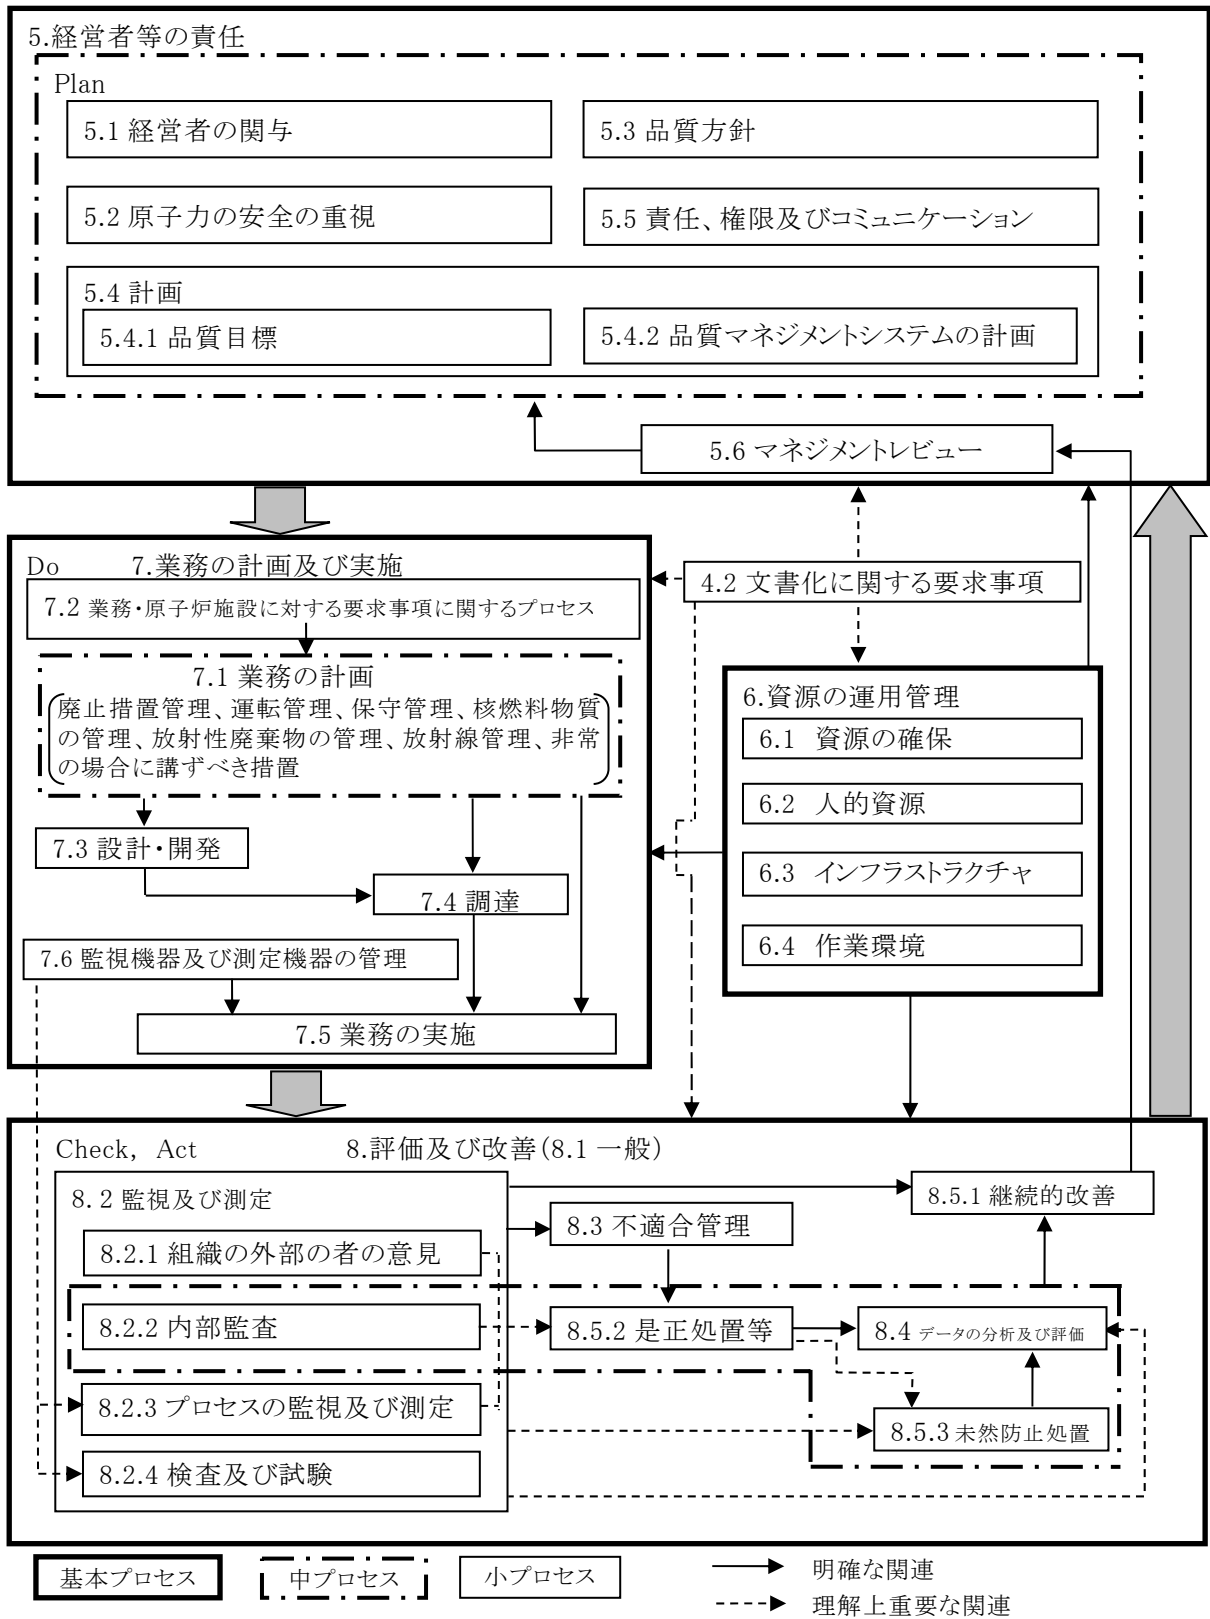 5.経営者等の責任
Plan
5.1 経営者の関与
5.3 品質方針
5.2 原子力の安全の重視
5.5 責任、権限及びコミュニケーション
5.4 計画
5.4.1 品質目標
5.4.2 品質マネジメントシステムの計画
5.6 マネジメントレビュー
Do 7.業務の計画及び実施
7.2 業務・原子炉施設に対する要求事項に関するプロセス
7.1 業務の計画
廃止措置管理、運転管理、保守管理、核燃料物質
の管理、放射性廃棄物の管理、放射線管理、非常
の場合に講ずべき措置
7.3 設計・開発
7.4 調達
7.6 監視機器及び測定機器の管理
7.5 業務の実施
4.2 文書化に関する要求事項
6.資源の運用管理
6.1 資源の確保
6.2 人的資源
6.3 インフラストラクチャ
6.4 作業環境
Check, Act 8.評価及び改善(8.1 一般)
8.2 監視及び測定
8.2.1 組織の外部の者の意見
8.2.2 内部監査
8.2.3 プロセスの監視及び測定
8.2.4 検査及び試験
8.3 不適合管理
8.5.1 継続的改善
8.5.2 是正処置等
8.4 データの分析及び評価
8.5.3 未然防止処置
基本プロセス
中プロセス
小プロセス
明確な関連
理解上重要な関連